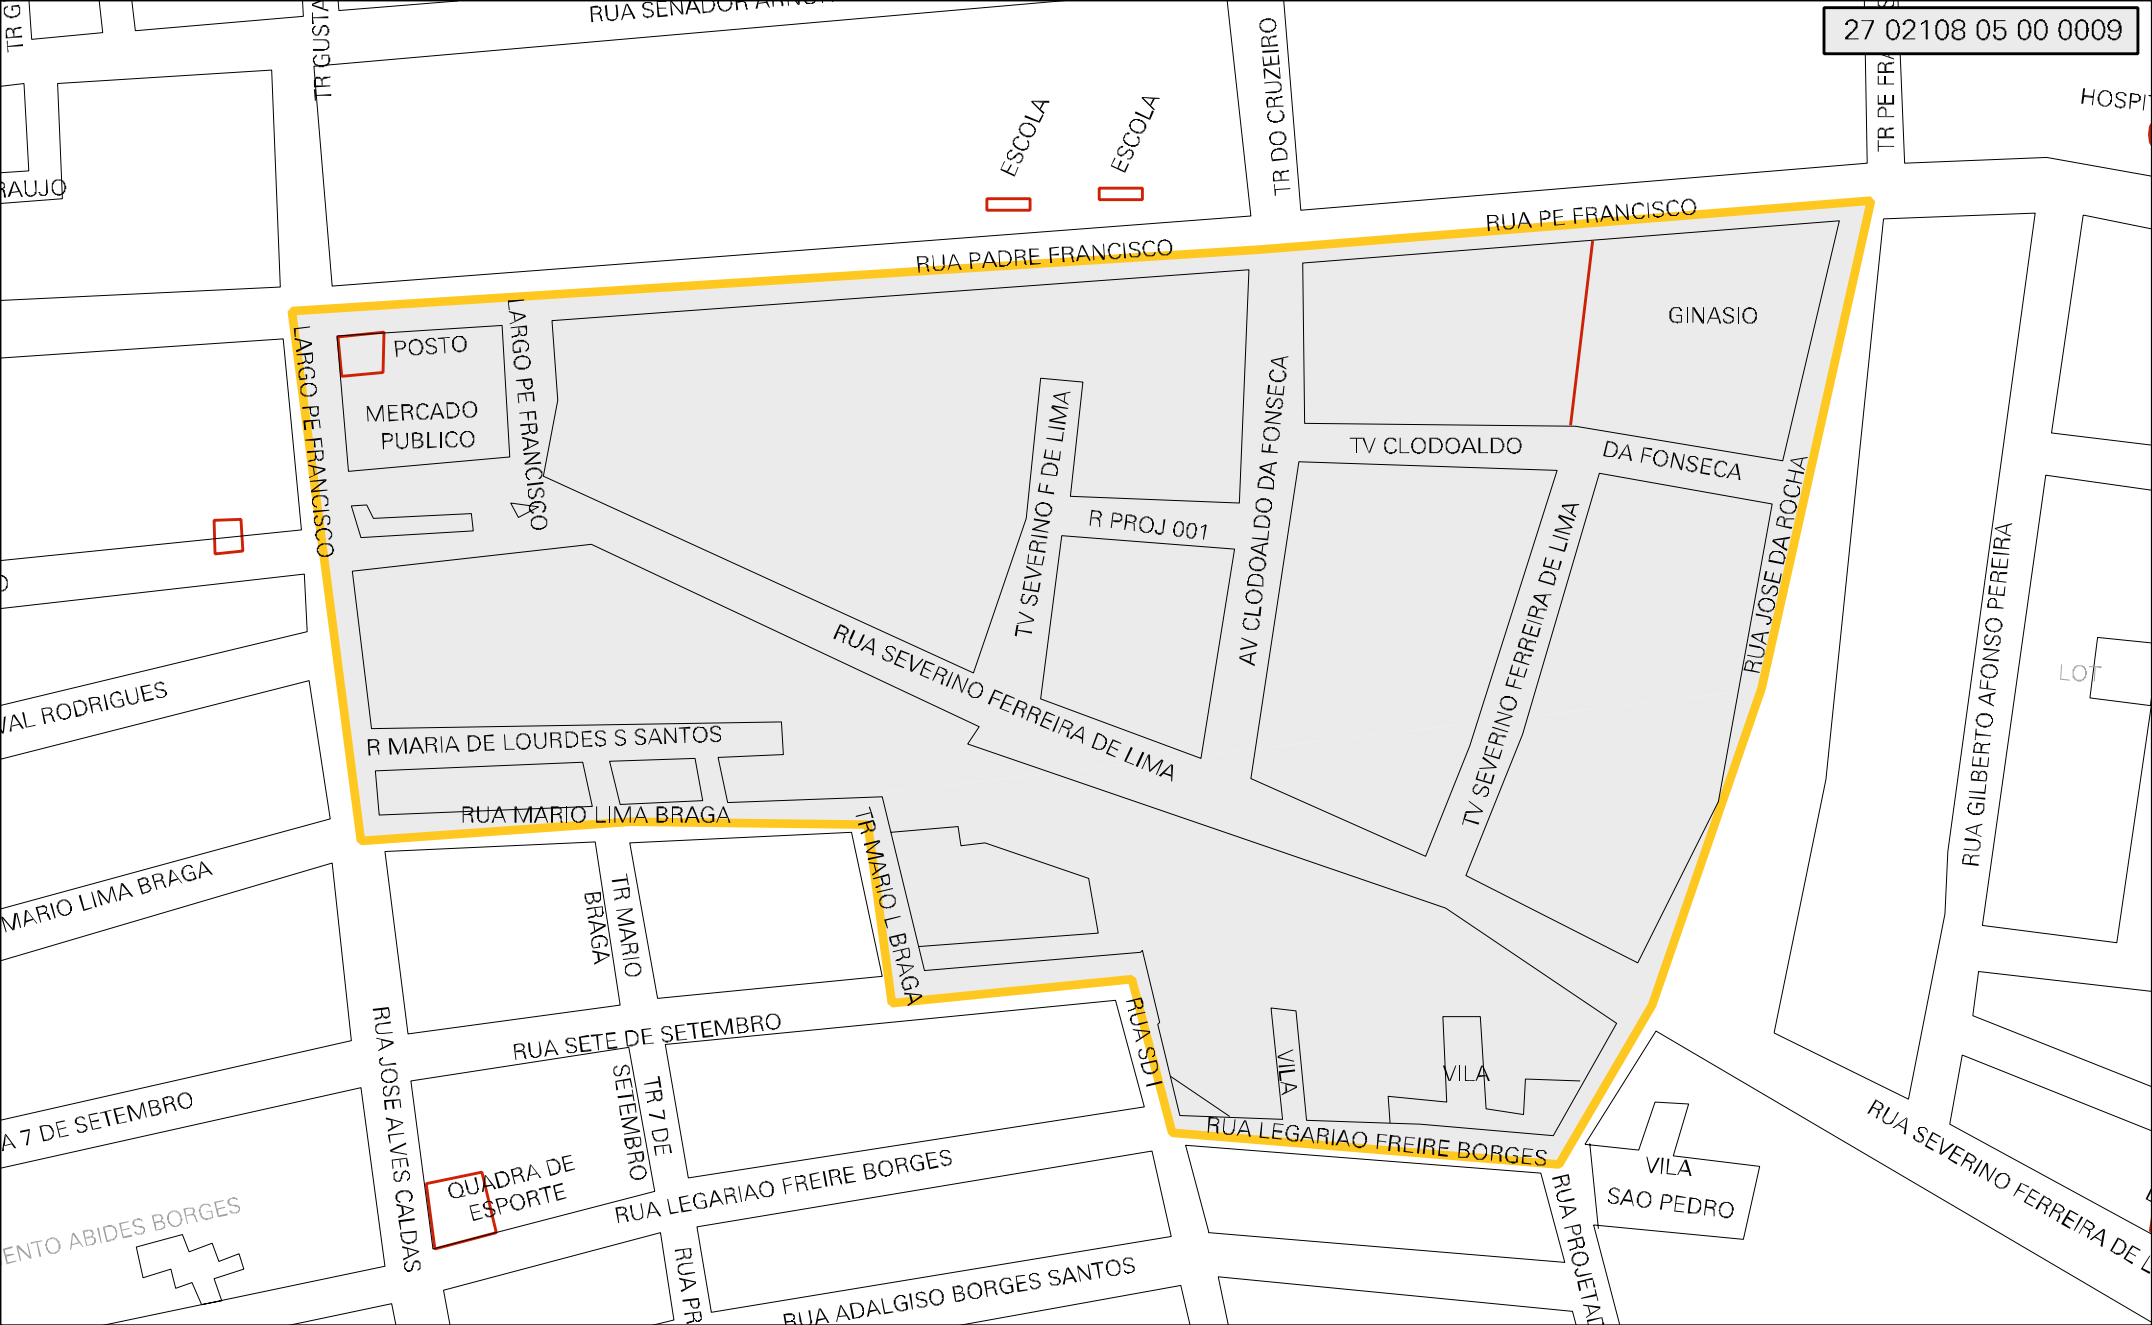 RUA SENADOR
27 02108 05 00 0009
TR GUSTA
TR DO CRUZEIRO
TR PE FRA
HOSPIT
ESCOLA
ESCOLA
RAUJO
RUA PE FRANCISCO
RUA PADRE FRANCISCO
LARGO PE FRANCISCO
LARGO PE FRANCISCO
POSTO
MERCADO
PUBLICO
GINASIO
TV CLODOALDO
DA FONSECA
AV CLODOALDO DA FONSECA
TV SEVERINO F DE LIMA
R PROJ 001
TV SEVERINO FERREIRA DE LIMA
RUA JOSE DA ROCHA
RUA GILBERTO AFONSO PEREIRA
LOT
RUA SEVERINO FERREIRA DE LIMA
VAL RODRIGUES
R MARIA DE LOURDES S SANTOS
RUA MARIO LIMA BRAGA
TR MARIO L BRAGA
MARIO LIMA BRAGA
TR MARIO
BRAGA
RUA SETE DE SETEMBRO
RUA SD I
VILA
VILA
RUA JOSE ALVES CALDAS
TR 7 DE
SETEMBRO
A 7 DE SETEMBRO
RUA LEGARIAO FREIRE BORGES
RUA SEVERINO FERREIRA DE L
VILA
SAO PEDRO
QUADRA DE
ESPORTE
RUA LEGARIAO FREIRE BORGES
ENTO ABIDES BORGES
RUA PROJETAD
RUA PR
RUA ADALGISO BORGES SANTOS